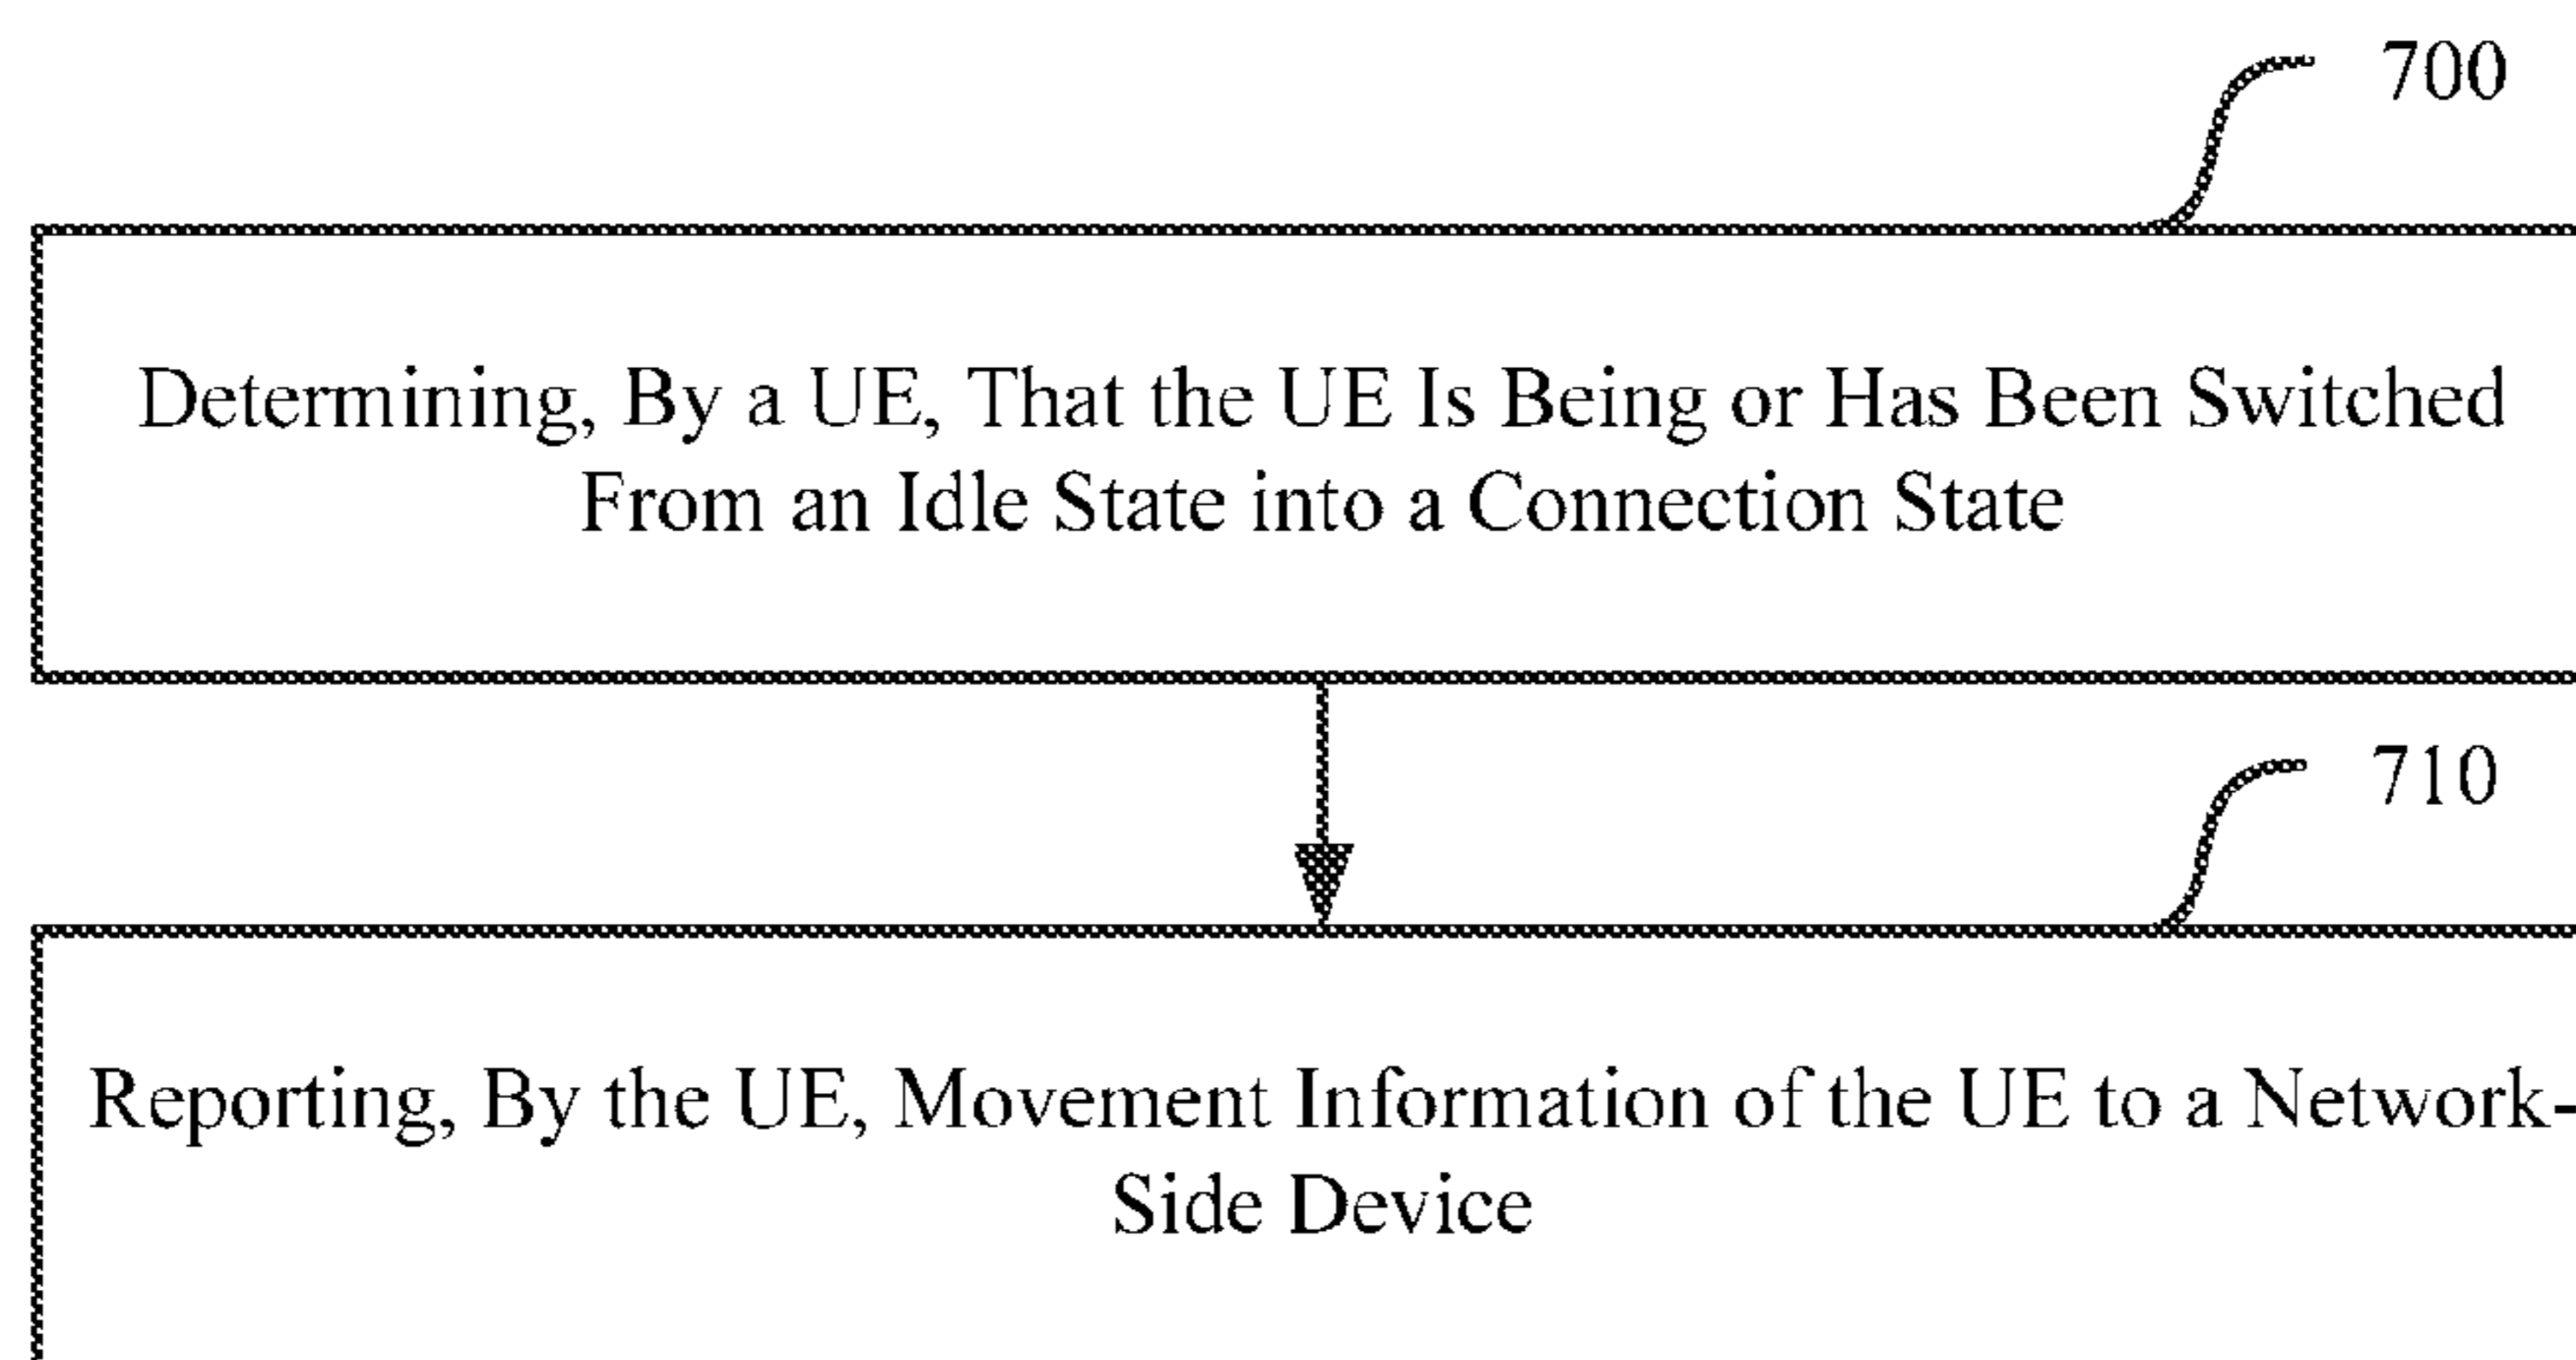 700
Determining, By a UE, That the UE Is Being or Has Been Switched
From an Idle State into a Connection State
710
Reporting, By the UE, Movement Information of the UE to a Network-
Side Device